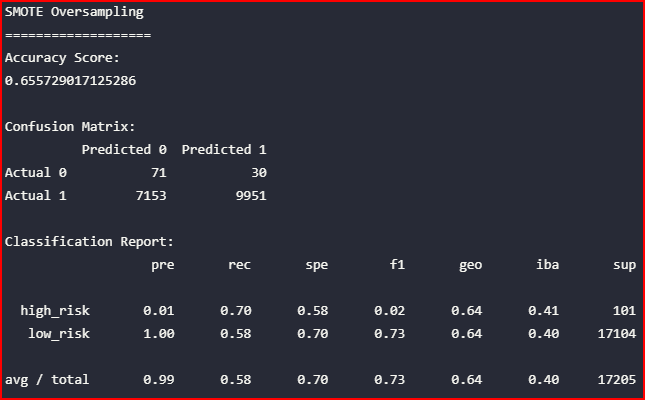 SMOTE Oversampling
===================
Accuracy Score:
0.655729017125286
Confusion Matrix:
Predicted 0 Predicted 1
Actual 0 71 30
Actual 1 7153 9951
Classification Report:
pre rec spe f1 geo iba sup
high_risk 0.01 0.70 0.58 0.02 0.64 0.41 101
low_risk 1.00 0.58 0.70 0.73 0.64 0.40 17104
avg / total 0.99 0.58 0.70 0.73 0.64 0.40 17205